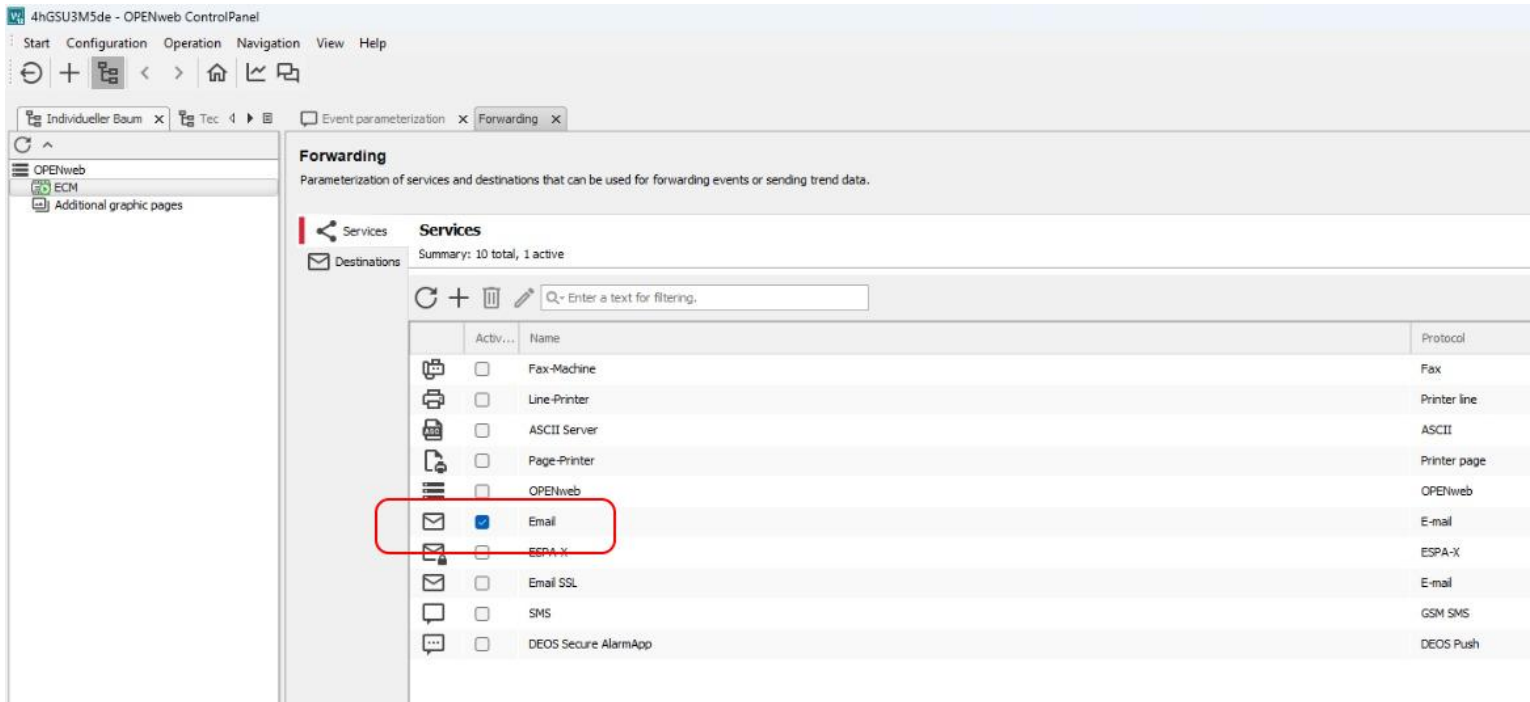 4hGSU3M5de - OPENweb ControlPanel
Start Configuration Operation Navigation View Help
Individueller Baum Tec Event parameterization Forwarding
OPENweb
ECM
Additional graphic pages
Forwarding
Parameterization of services and destinations that can be used for forwarding events or sending trend data.
Services
Destinations
Services
Summary: 10 total, 1 active
Enter a text for filtering.
Activ... Name Protocol
Fax-Machine Fax
Line-Printer Printer line
ASCII Server ASCII
Page-Printer Printer page
OPENweb OPENweb
Email E-mail
ESPA-X ESPA-X
Email SSL E-mail
SMS GSM SMS
DEOS Secure AlarmApp DEOS Push